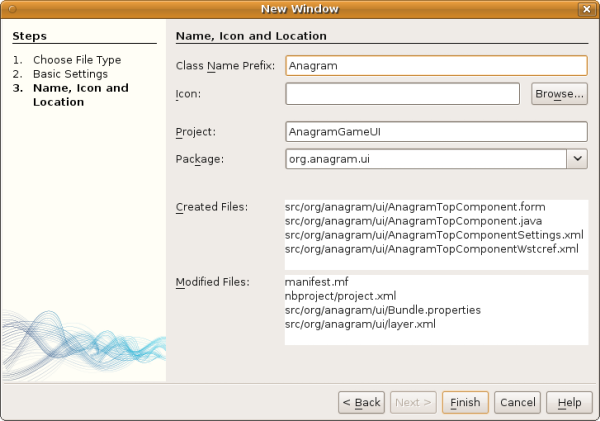 New Window
Steps
1. Choose File Type
2. Basic Settings
3. Name, Icon and
Location
Name, Icon and Location
Class Name Prefix: Anagram
Icon: Browse...
Project: AnagramGameUI
Package: org.anagram.ui
Created Files: src/org/anagram/ui/AnagramTopComponent.form
src/org/anagram/ui/AnagramTopComponent.java
src/org/anagram/ui/AnagramTopComponentSettings.xml
src/org/anagram/ui/AnagramTopComponentWstcref.xml
Modified Files: manifest.mf
nbproject/project.xml
src/org/anagram/ui/Bundle.properties
src/org/anagram/ui/layer.xml
< Back Next > Finish Cancel Help